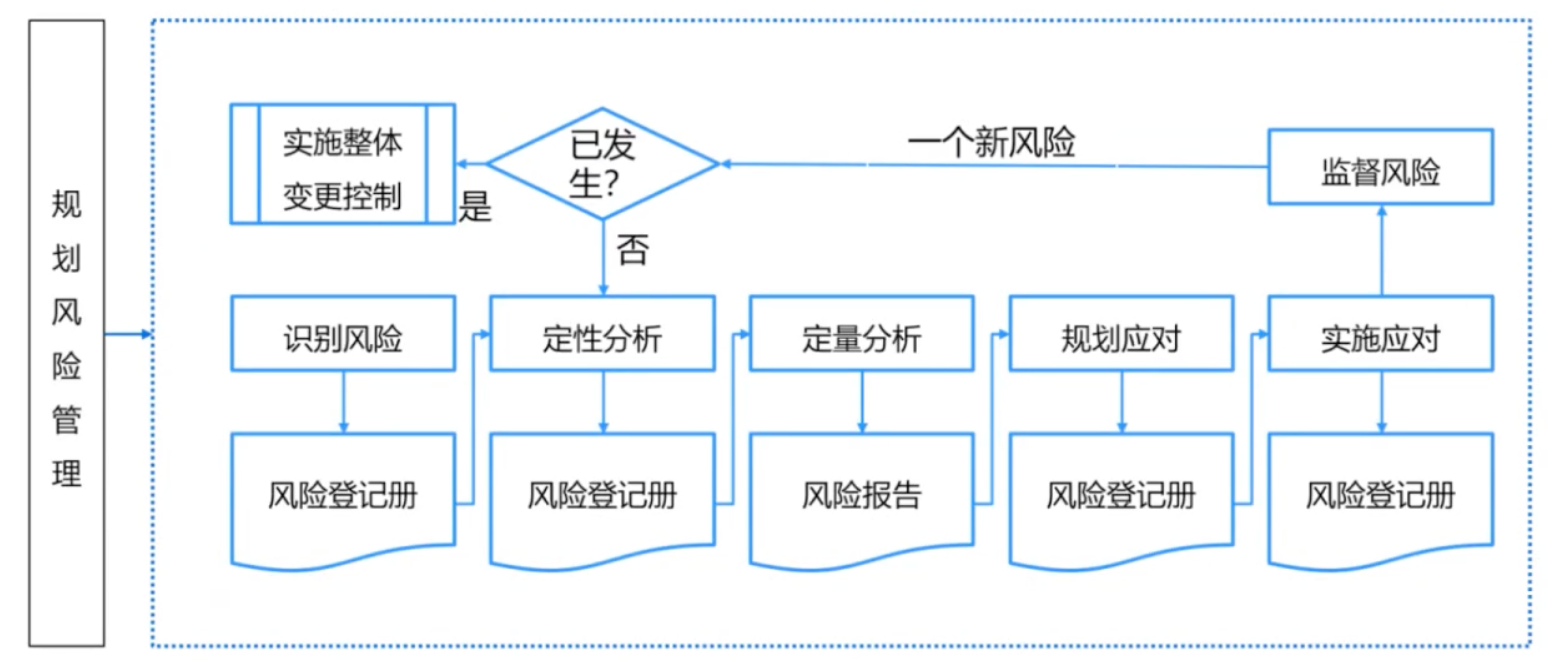 规划风险管理
实施整体
变更控制
是
已发
生?
否
一个新风险
监督风险
识别风险
定性分析
定量分析
规划应对
实施应对
风险登记册
风险登记册
风险报告
风险登记册
风险登记册